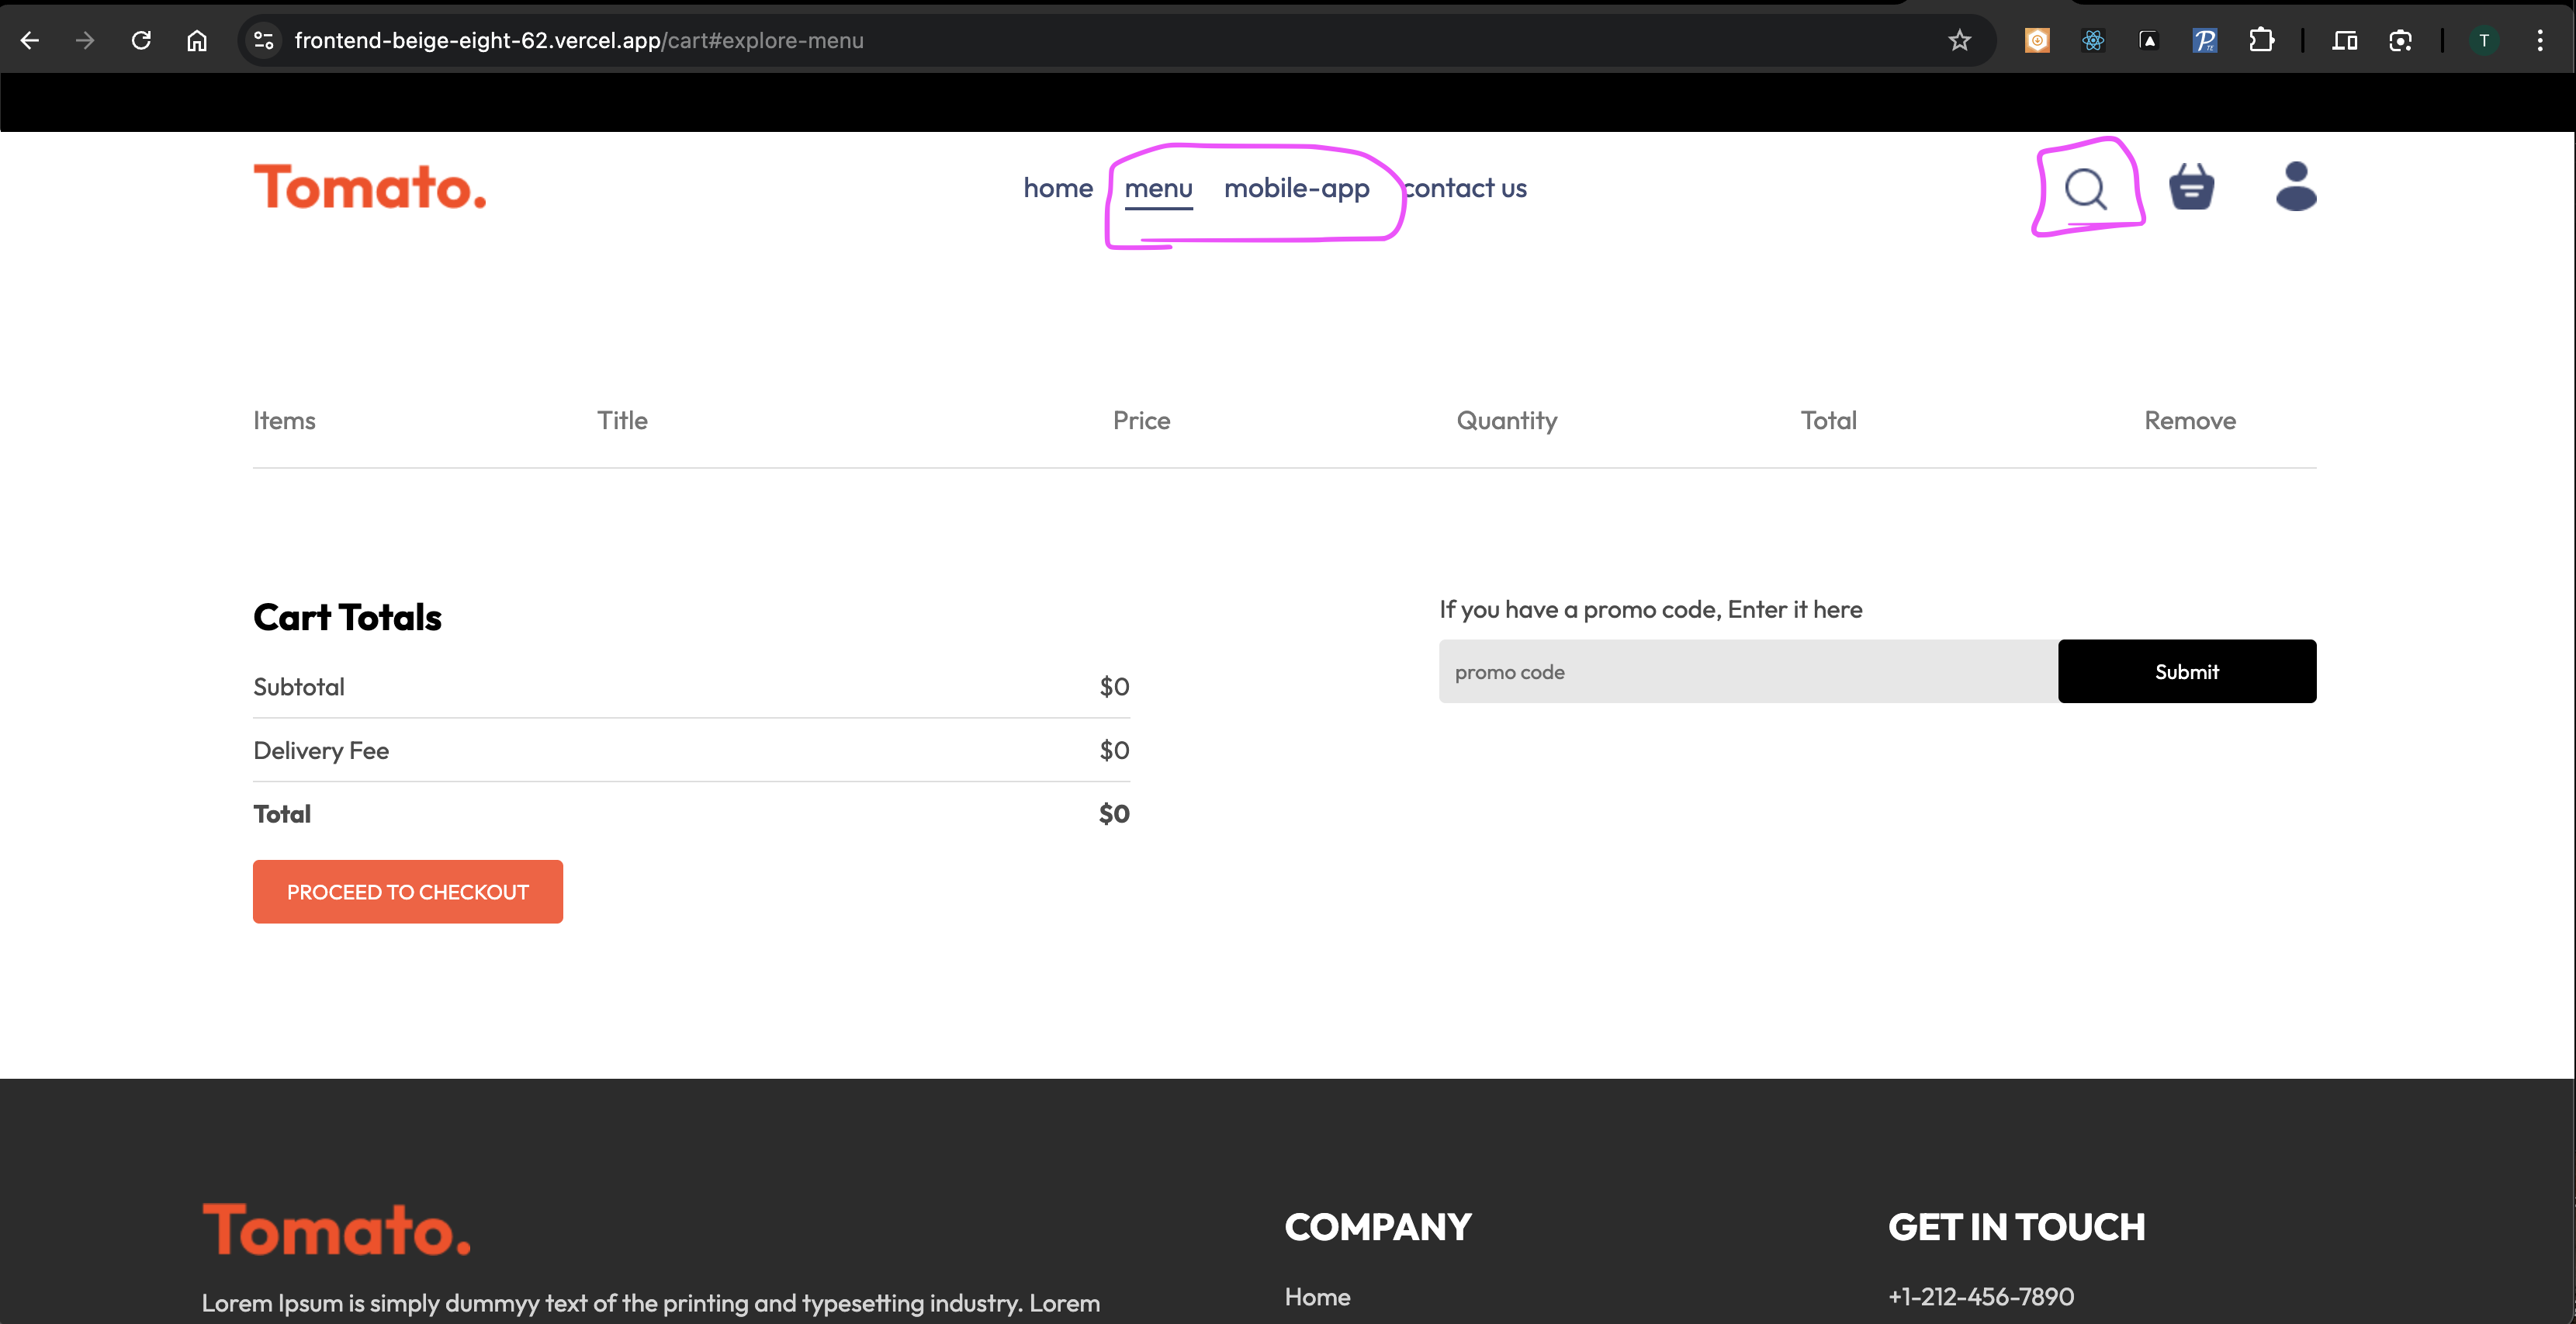 frontend-beige-eight-62.vercel.app/cart#explore-menu
T
Tomato.
home menu mobile-app contact us
Items Title Price Quantity Total Remove
Cart Totals
Subtotal $0
Delivery Fee $0
Total $0
PROCEED TO CHECKOUT
If you have a promo code, Enter it here
promo code Submit
Tomato.
Lorem Ipsum is simply dummyy text of the printing and typesetting industry. Lorem
COMPANY
Home
GET IN TOUCH
+1-212-456-7890